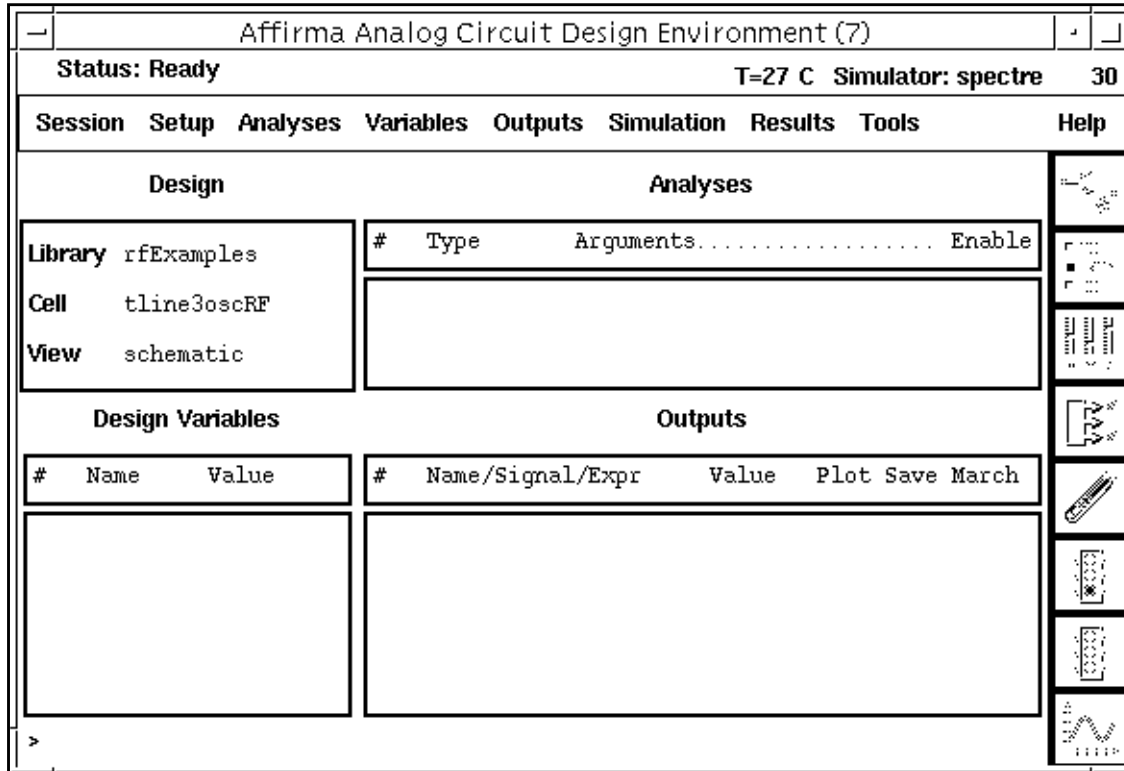 Affirma Analog Circuit Design Environment (7)
Status: Ready T=27 C Simulator: spectre 30
Session Setup Analyses Variables Outputs Simulation Results Tools Help
Design
Analyses
Library rfExamples
Cell tline3oscRF
View schematic
# Type Arguments................... Enable
Design Variables
Outputs
# Name Value
# Name/Signal/Expr Value Plot Save March
>